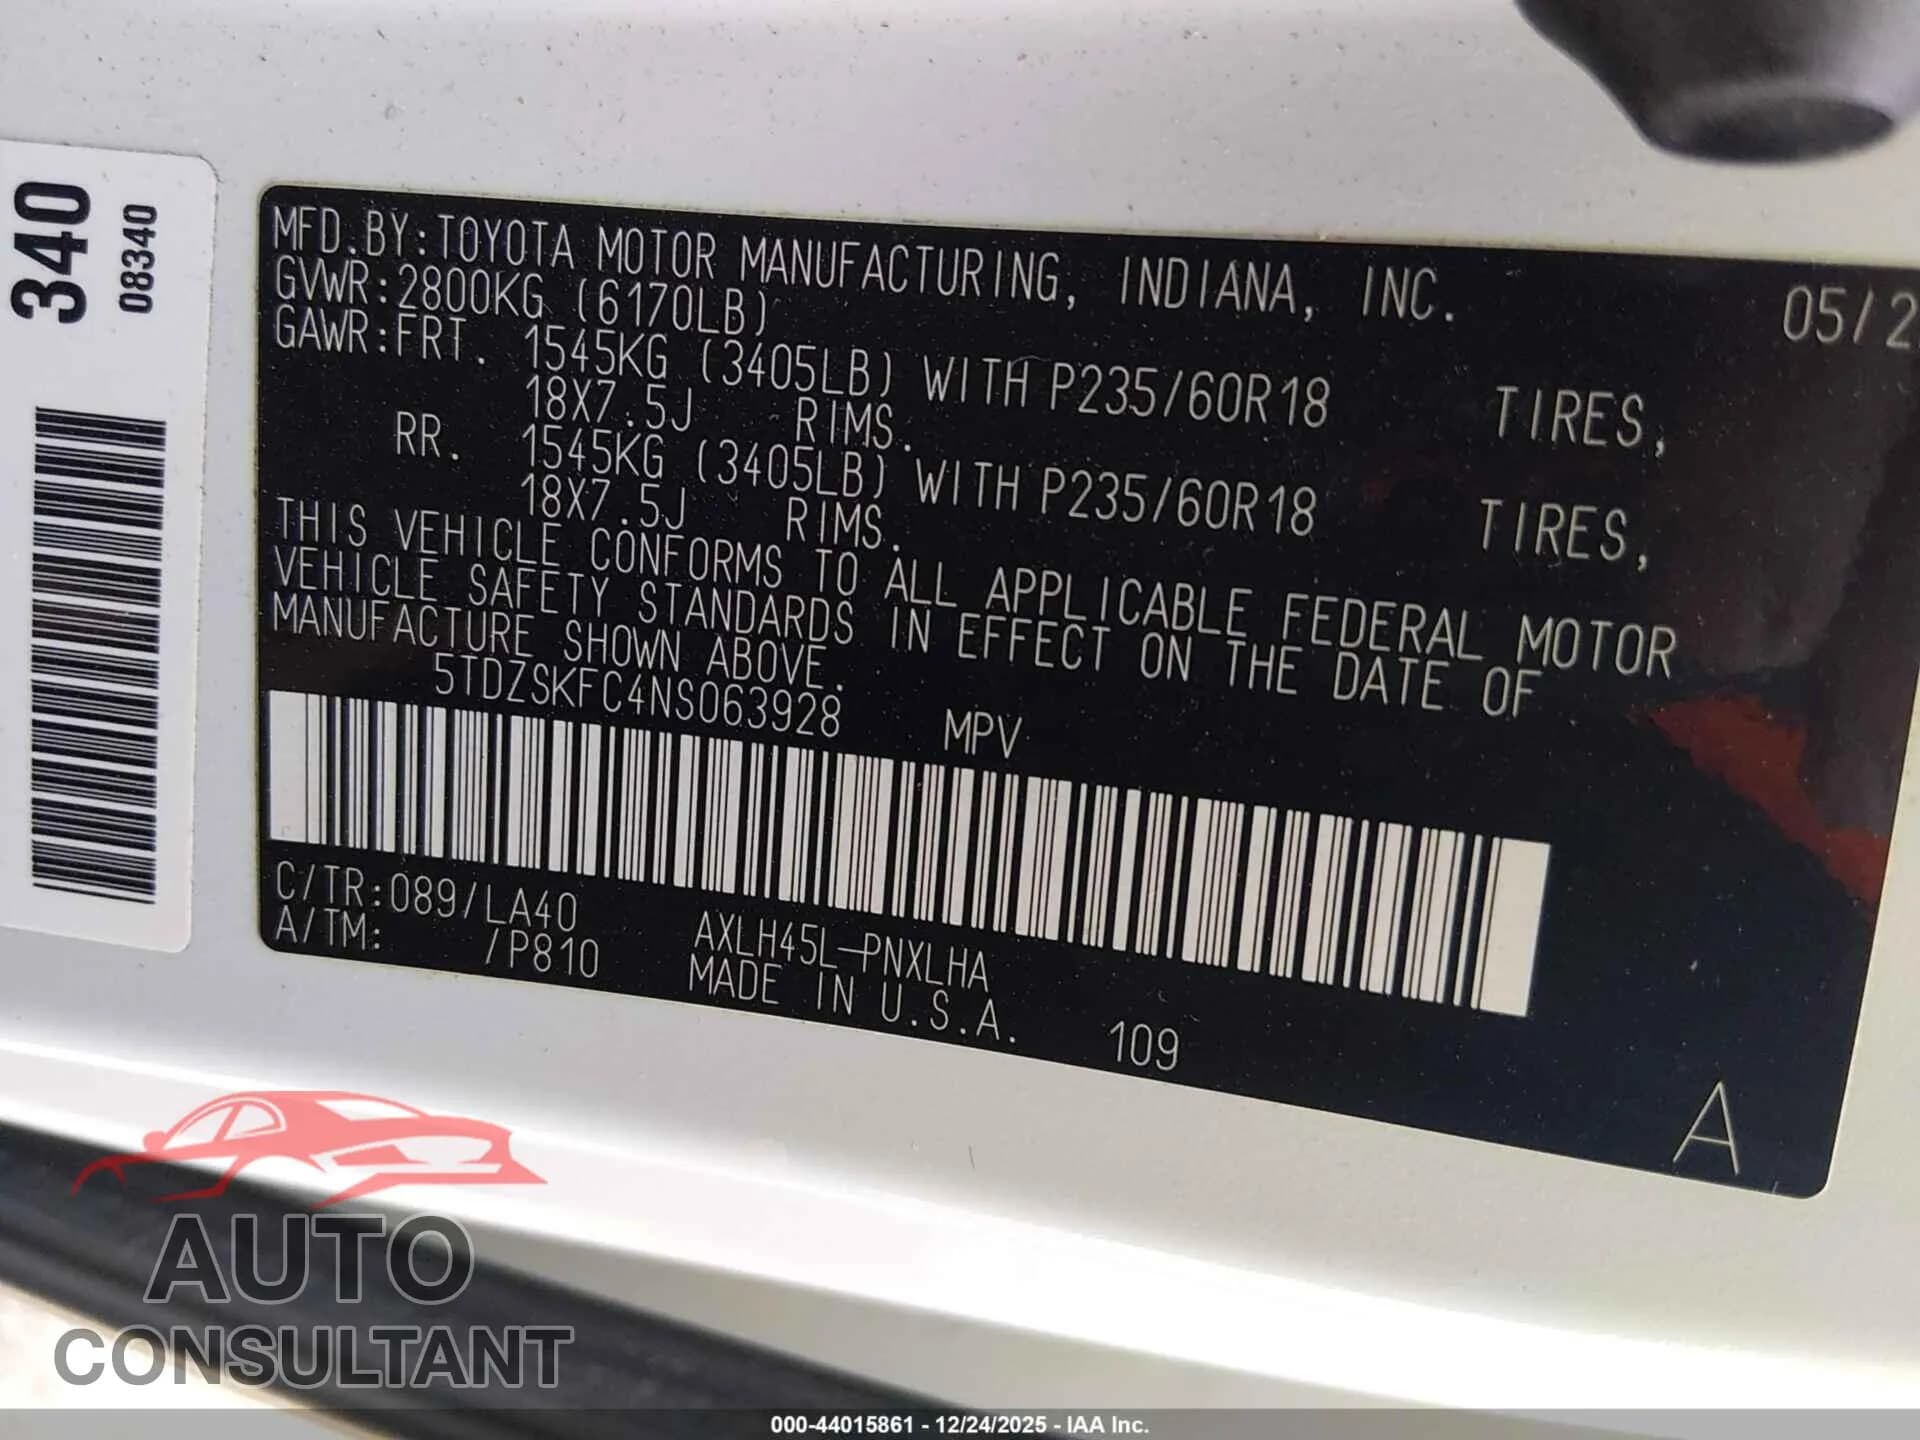 340
08340
MFD.BY:TOYOTA MOTOR MANUFACTURING, INDIANA, INC. 05/2
GVWR:2800KG (6170LB)
GAWR:FRT. 1545KG (3405LB) WITH P235/60R18 TIRES,
18X7.5J RIMS.
RR. 1545KG (3405LB) WITH P235/60R18 TIRES,
18X7.5J RIMS.
THIS VEHICLE CONFORMS TO ALL APPLICABLE FEDERAL MOTOR
VEHICLE SAFETY STANDARDS IN EFFECT ON THE DATE OF
MANUFACTURE SHOWN ABOVE.
5TDZSKFC4NS063928 MPV
C/TR:089/LA40 AXLH45L-PNXLHA
A/TM: /P810 MADE IN U.S.A. 109
A
AUTO
CONSULTANT
000-44015861 - 12/24/2025 - IAA Inc.